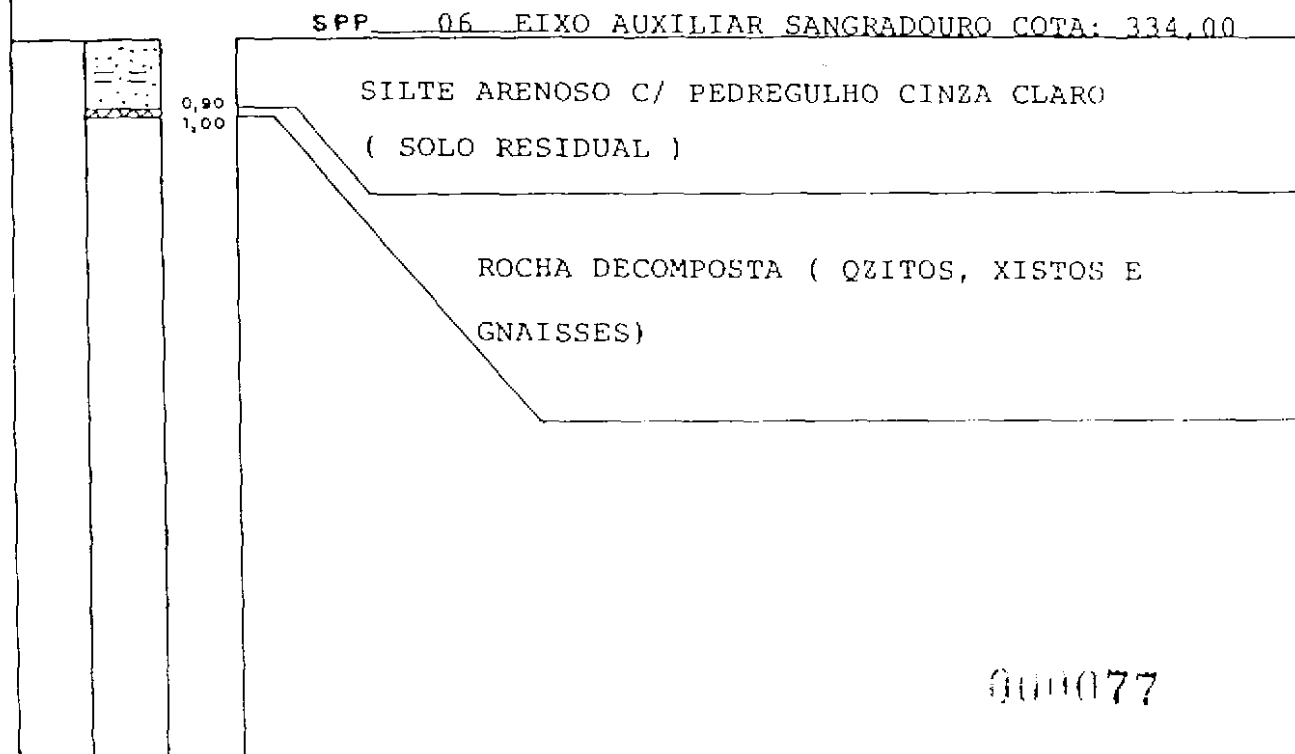 SPP 06 EIXO AUXILIAR SANGRADOURO COTA: 334,00
SILTE ARENOSO C/ PEDREGULHO CINZA CLARO
( SOLO RESIDUAL )
0,90
1,00
ROCHA DECOMPOSTA ( QZITOS, XISTOS E
GNAISSES)
000077